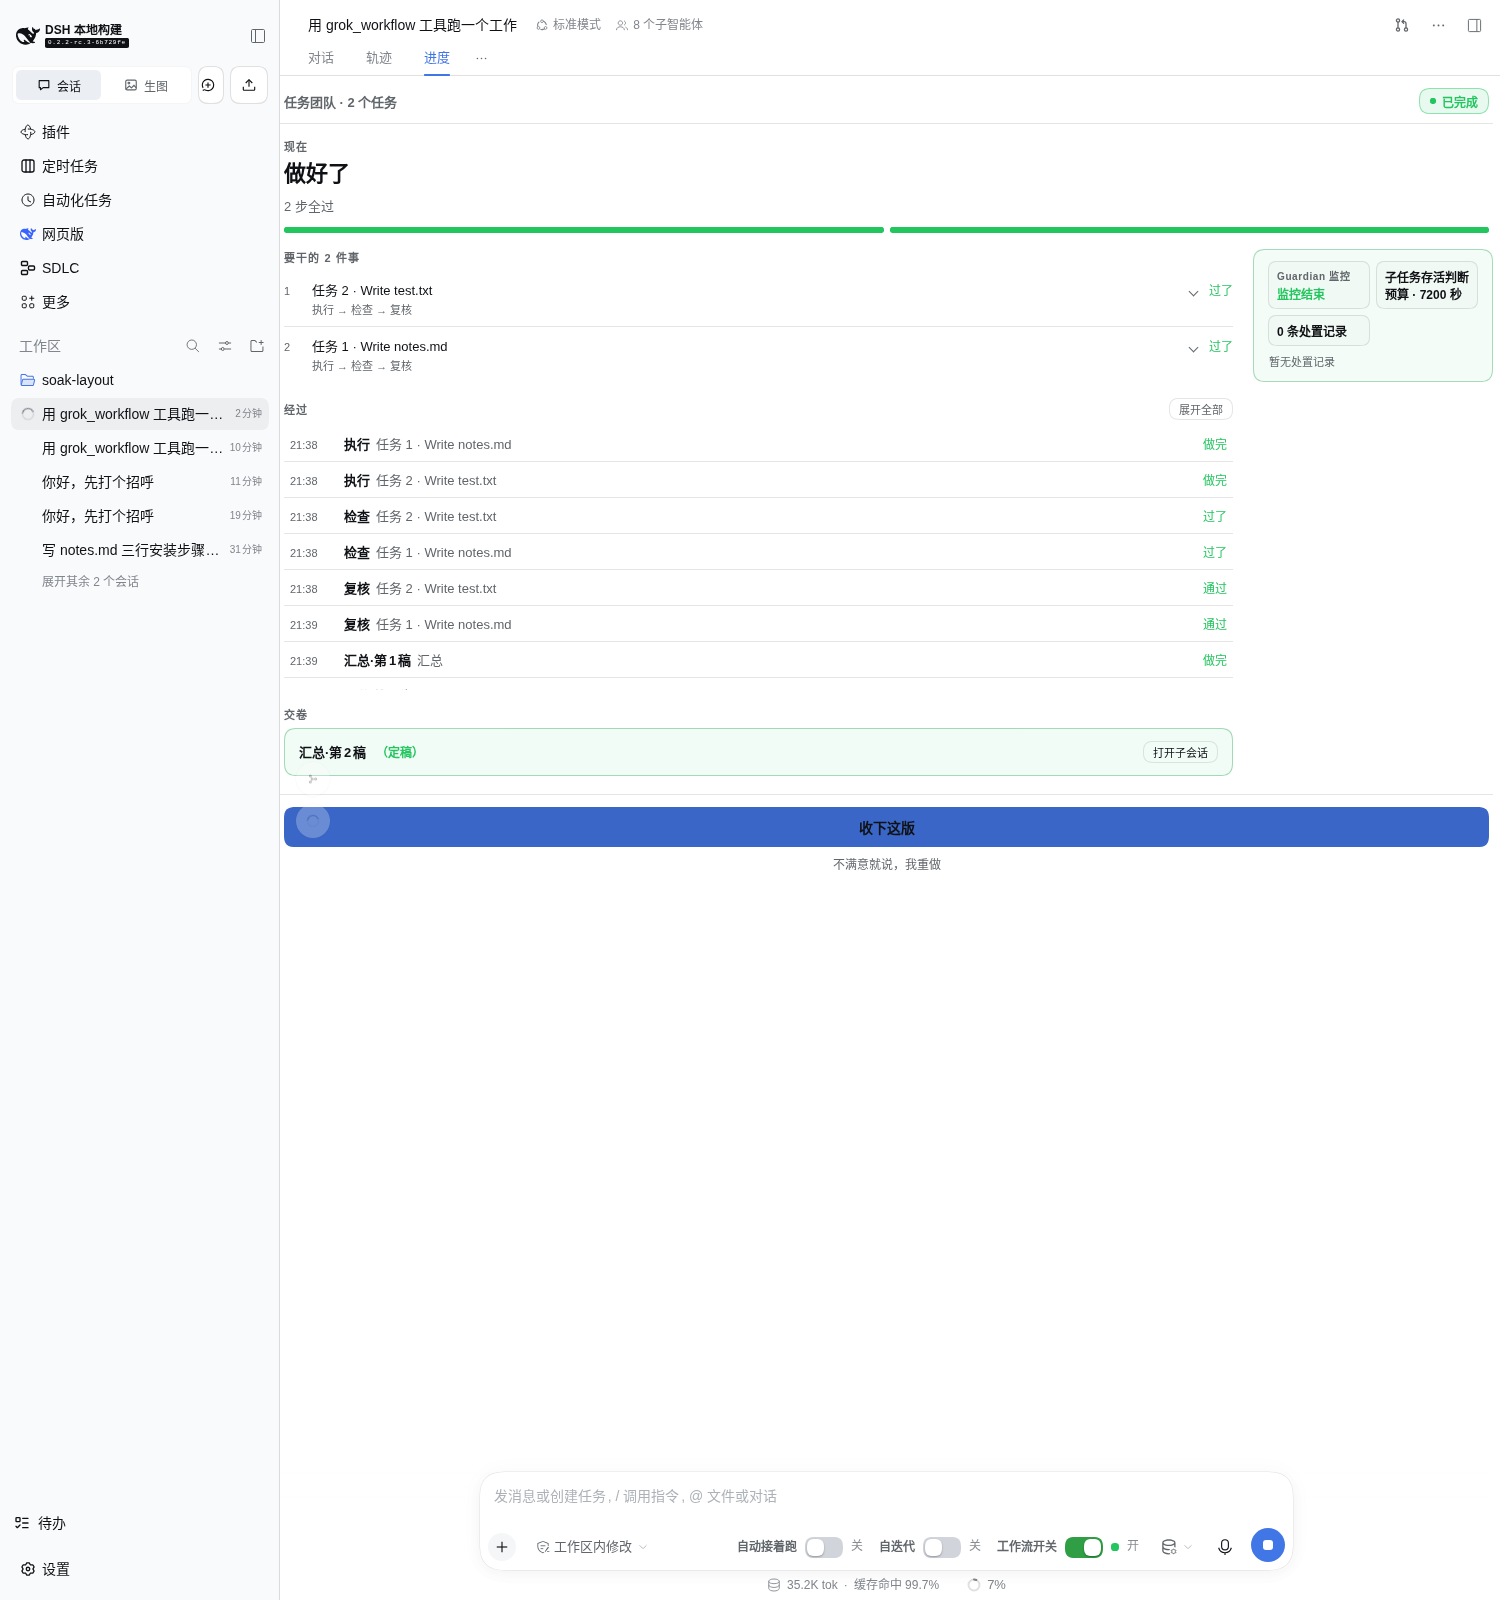 DSH 本地构建
0.2.2-rc.3-6b729fe
会话
生图
插件
定时任务
自动化任务
网页版
SDLC
更多
工作区
soak-layout
用 grok_workflow 工具跑一… 2分钟
用 grok_workflow 工具跑一… 10分钟
你好，先打个招呼 11分钟
你好，先打个招呼 19分钟
写 notes.md 三行安装步骤… 31分钟
展开其余 2 个会话
待办
设置
用 grok_workflow 工具跑一个工作 标准模式 8 个子智能体
对话 轨迹 进度 ···
任务团队 · 2 个任务 已完成
现在
做好了
2 步全过
要干的 2 件事
1 任务 2 · Write test.txt 过了
执行 → 检查 → 复核
2 任务 1 · Write notes.md 过了
执行 → 检查 → 复核
Guardian 监控
监控结束
子任务存活判断
预算 · 7200 秒
0 条处置记录
暂无处置记录
经过 展开全部
21:38 执行 任务 1 · Write notes.md 做完
21:38 执行 任务 2 · Write test.txt 做完
21:38 检查 任务 2 · Write test.txt 过了
21:38 检查 任务 1 · Write notes.md 过了
21:38 复核 任务 2 · Write test.txt 通过
21:39 复核 任务 1 · Write notes.md 通过
21:39 汇总·第1稿 汇总 做完
交卷
汇总·第2稿 （定稿） 打开子会话
收下这版
不满意就说，我重做
发消息或创建任务, / 调用指令, @ 文件或对话
工作区内修改 自动接着跑 关 自迭代 关 工作流开关 开
35.2K tok · 缓存命中 99.7% 7%